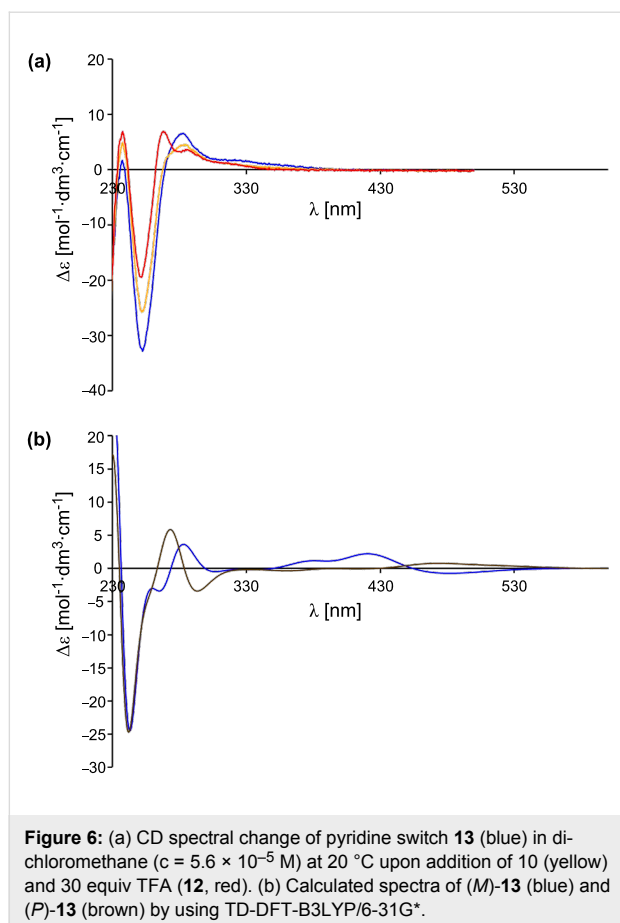 (a)
20
10
0
230
330
430
530
λ [nm]
−10
−20
−30
−40
Δε [mol⁻¹·dm³·cm⁻¹]
(b)
20
15
10
5
0
230
330
430
530
λ [nm]
−5
−10
−15
−20
−25
−30
Δε [mol⁻¹·dm³·cm⁻¹]
Figure 6: (a) CD spectral change of pyridine switch 13 (blue) in di-
chloromethane (c = 5.6 × 10⁻⁵ M) at 20 °C upon addition of 10 (yellow)
and 30 equiv TFA (12, red). (b) Calculated spectra of (M)-13 (blue) and
(P)-13 (brown) by using TD-DFT-B3LYP/6-31G*.